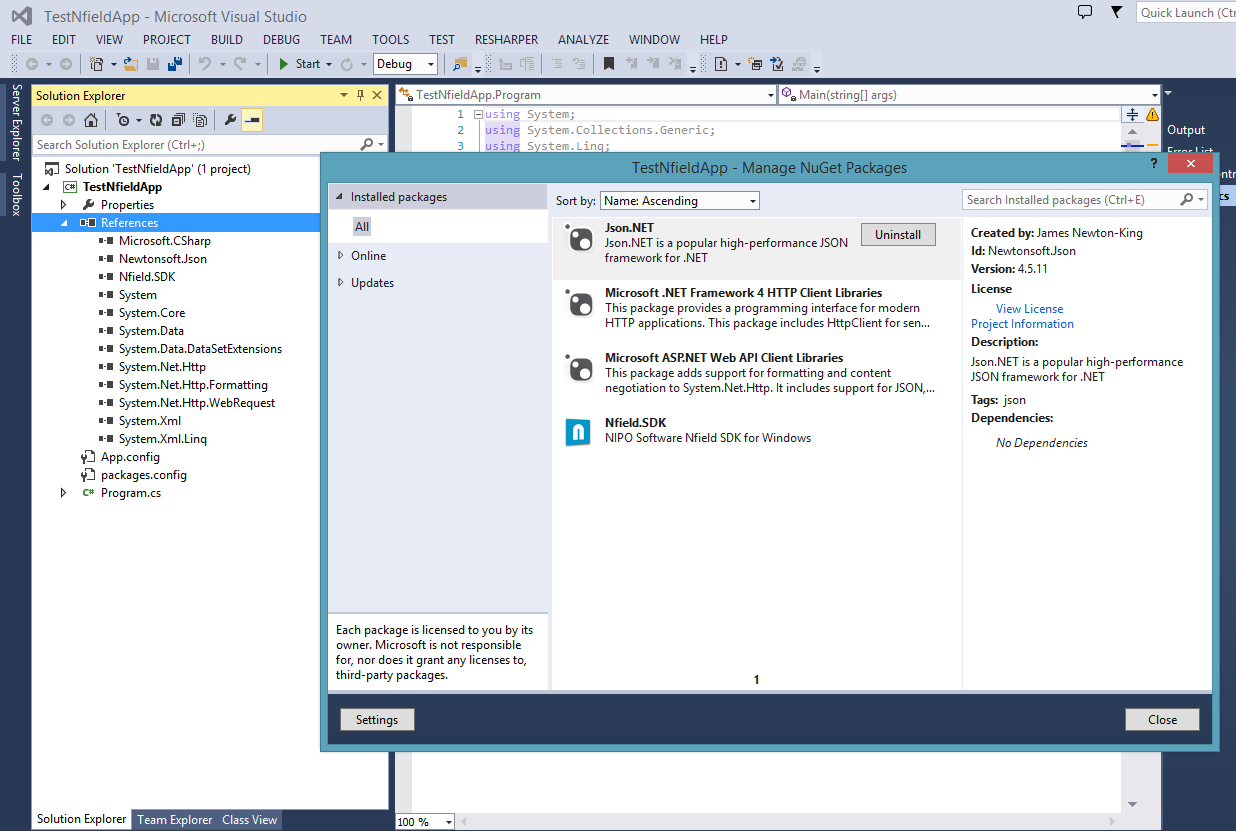 TestNfieldApp - Microsoft Visual Studio
Quick Launch (Ctr
FILE EDIT VIEW PROJECT BUILD DEBUG TEAM TOOLS TEST RESHARPER ANALYZE WINDOW HELP
Start Debug
Server Explorer
Toolbox
Solution Explorer
Search Solution Explorer (Ctrl+;)
Solution 'TestNfieldApp' (1 project)
TestNfieldApp
Properties
References
Microsoft.CSharp
Newtonsoft.Json
Nfield.SDK
System
System.Core
System.Data
System.Data.DataSetExtensions
System.Net.Http
System.Net.Http.Formatting
System.Net.Http.WebRequest
System.Xml
System.Xml.Linq
App.config
packages.config
Program.cs
Solution Explorer Team Explorer Class View
TestNfieldApp.Program Main(string[] args)
1 using System;
2 using System.Collections.Generic;
3 using System.Linq;
Output
Error List
cs
TestNfieldApp - Manage NuGet Packages
Installed packages
All
Online
Updates
Each package is licensed to you by its
owner. Microsoft is not responsible
for, nor does it grant any licenses to,
third-party packages.
Settings
Sort by: Name: Ascending
Json.NET
Json.NET is a popular high-performance JSON
framework for .NET
Uninstall
Microsoft .NET Framework 4 HTTP Client Libraries
This package provides a programming interface for modern
HTTP applications. This package includes HttpClient for sen...
Microsoft ASP.NET Web API Client Libraries
This package adds support for formatting and content
negotiation to System.Net.Http. It includes support for JSON,...
Nfield.SDK
NIPO Software Nfield SDK for Windows
1
Search Installed packages (Ctrl+E)
Created by: James Newton-King
Id: Newtonsoft.Json
Version: 4.5.11
License
View License
Project Information
Description:
Json.NET is a popular high-performance
JSON framework for .NET
Tags: json
Dependencies:
No Dependencies
Close
100 %